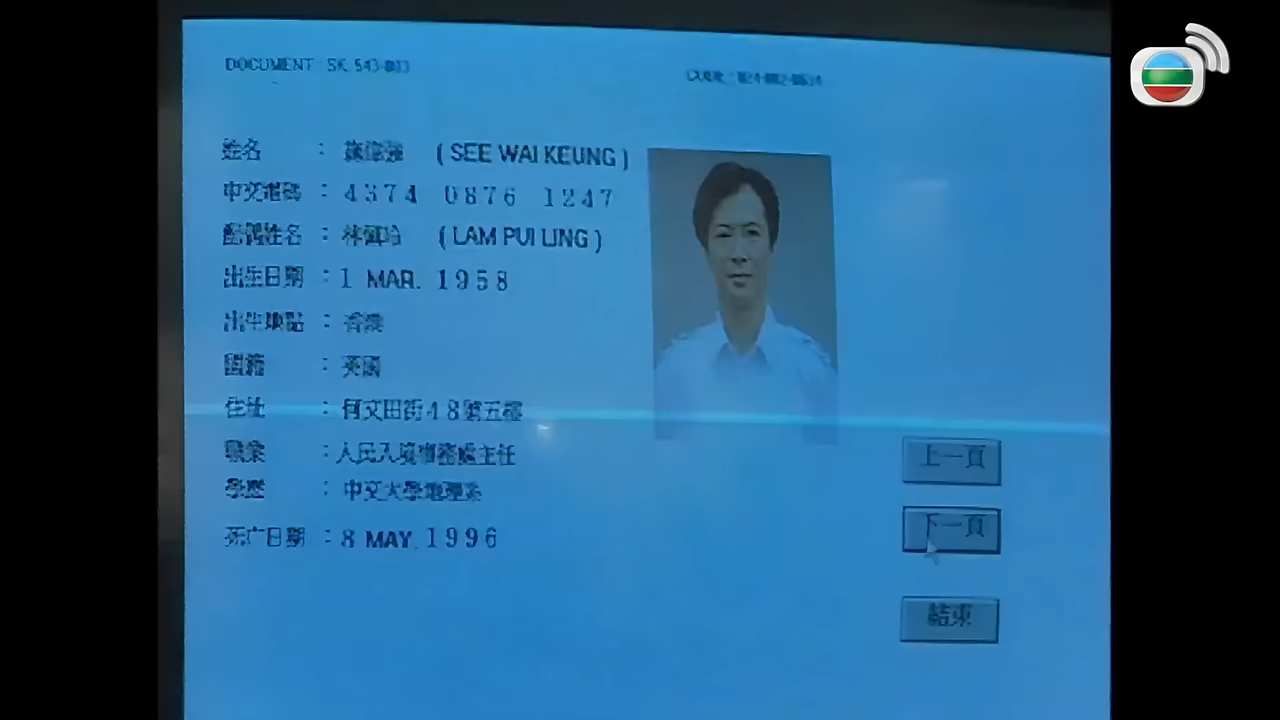 DOCUMENT : SK 543-003
姓名 : 施偉強 ( SEE WAI KEUNG )
中文電碼 : 4374 0876 1247
配偶姓名 : 林佩玲 ( LAM PUI LING )
出生日期 : 1 MAR. 1958
出生地點 : 香港
國籍 : 英國
住址 : 何文田街48號五樓
職業 : 人民入境事務處主任
學歷 : 中文大學地理系
死亡日期 : 8 MAY. 1996
上一頁
下一頁
結束